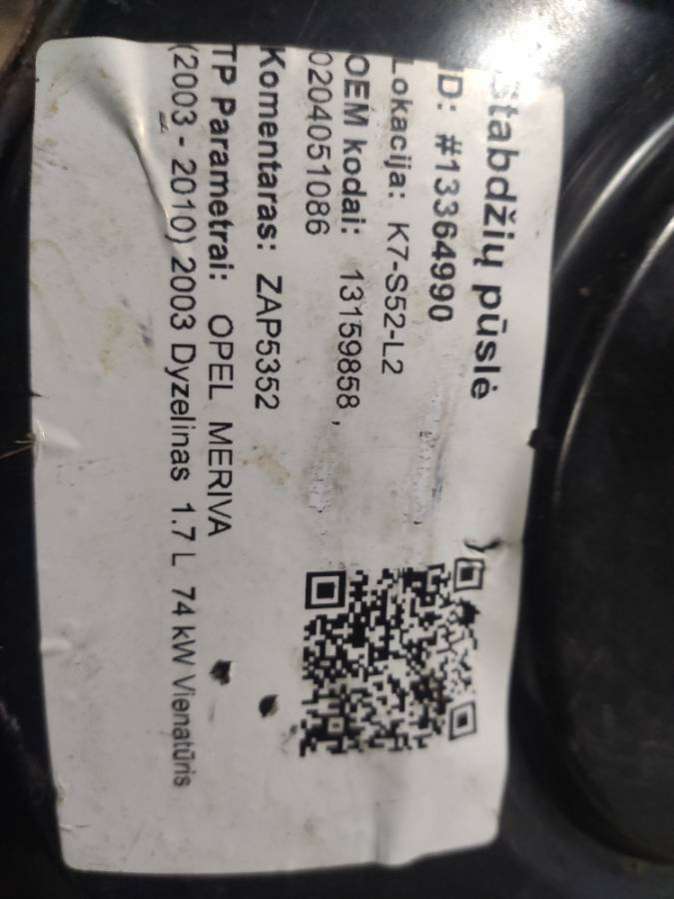 Stabdžių pūslė
ID: #13364990
Lokacija: K7-S52-L2
OEM kodai: 13159858,
0204051086
Komentaras: ZAP5352
TP Parametrai: OPEL MERIVA
(2003 - 2010) 2003 Dyzelinas 1.7 L 74 kW Vienatūris